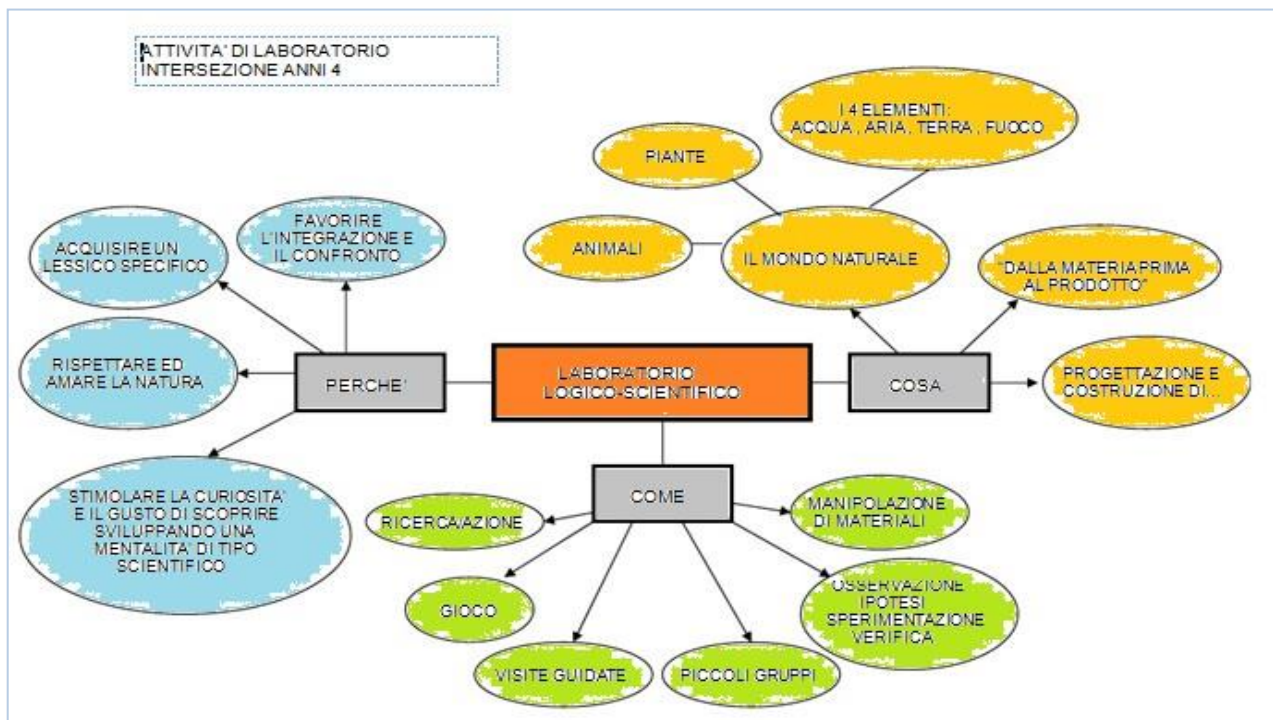 ATTIVITA' DI LABORATORIO
INTERSEZIONE ANNI 4
I 4 ELEMENTI:
ACQUA , ARIA , TERRA , FUOCO
PIANTE
ANIMALI
IL MONDO NATURALE
"DALLA MATERIA PRIMA
AL PRODOTTO"
PROGETTAZIONE E
COSTRUZIONE DI...
COSA
LABORATORIO
LOGICO-SCIENTIFICO
PERCHE'
FAVORIRE
L'INTEGRAZIONE E
IL CONFRONTO
ACQUISIRE UN
LESSICO SPECIFICO
RISPETTARE ED
AMARE LA NATURA
STIMOLARE LA CURIOSITA'
E IL GUSTO DI SCOPRIRE
SVILUPPANDO UNA
MENTALITA' DI TIPO
SCIENTIFICO
COME
RICERCA/AZIONE
GIOCO
VISITE GUIDATE
PICCOLI GRUPPI
OSSERVAZIONE
IPOTESI
SPERIMENTAZIONE
VERIFICA
MANIPOLAZIONE
DI MATERIALI